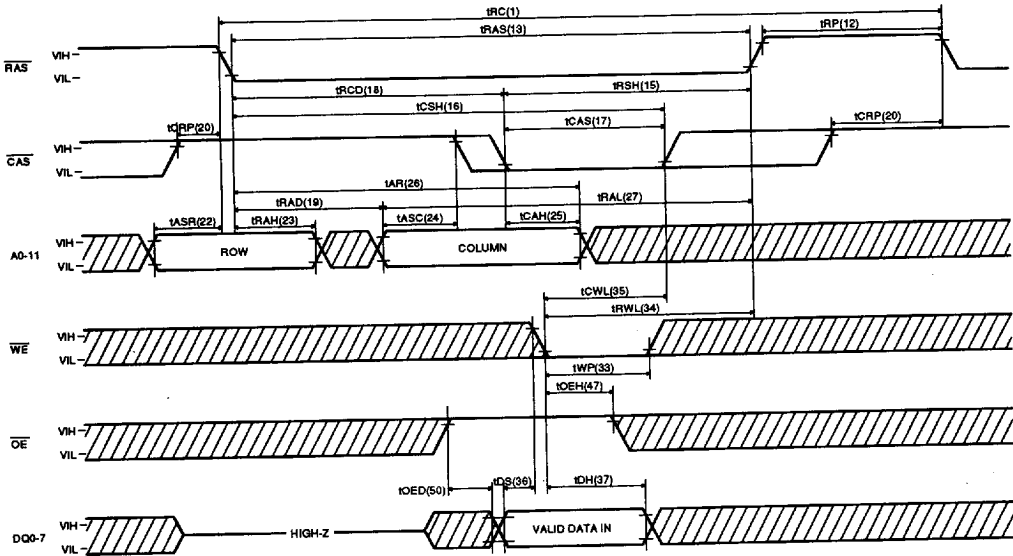 tRC(1)
tRAS(13)
tRP(12)
RAS
VIH
VIL
tRCD(18)
tRSH(15)
tCSH(16)
tCRP(20)
tCAS(17)
tCRP(20)
CAS
VIH
VIL
tAR(26)
tRAD(19)
tRAL(27)
tASR(22)
tRAH(23)
tASC(24)
tCAH(25)
A0-11
VIH
VIL
ROW
COLUMN
tCWL(35)
tRWL(34)
WE
VIH
VIL
tWP(33)
tOEH(47)
OE
VIH
VIL
tOED(50)
tDS(36)
tDH(37)
DQ0-7
VIH
VIL
HIGH-Z
VALID DATA IN